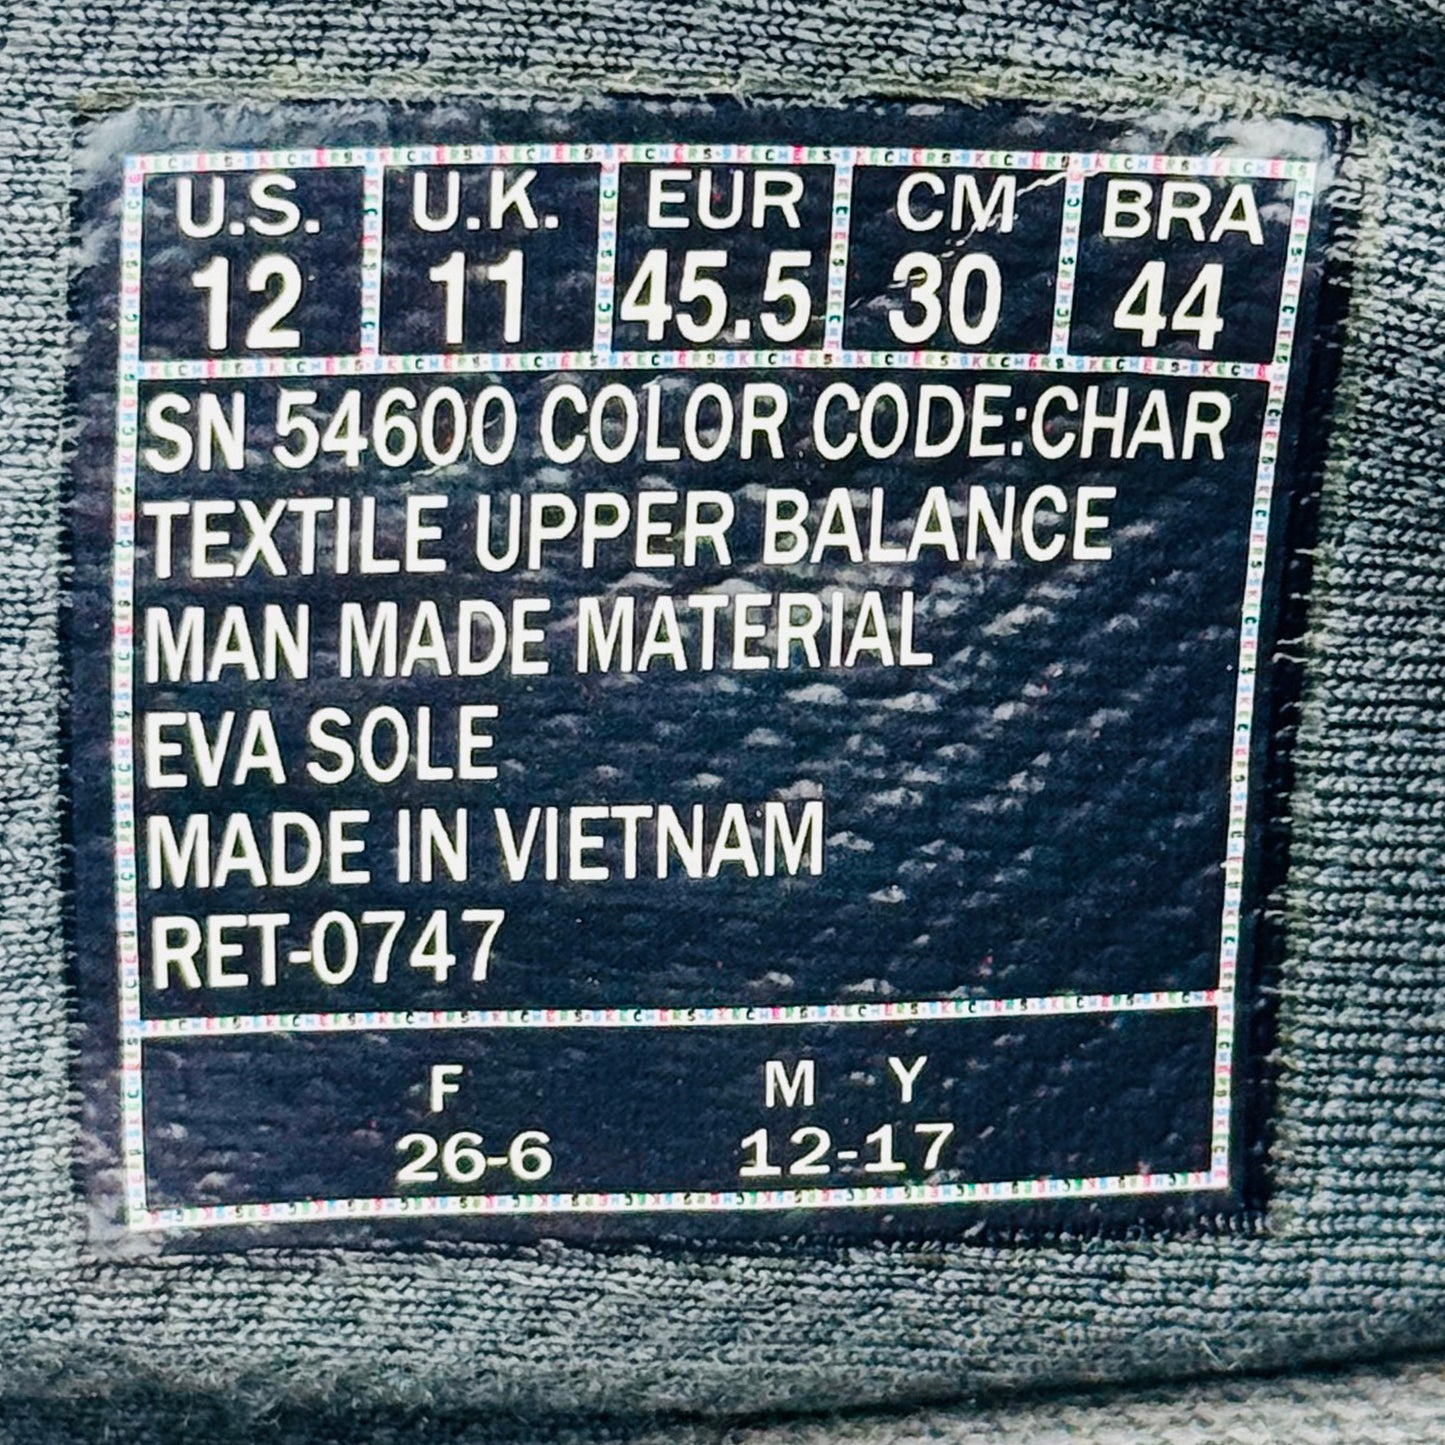 U.S. U.K. EUR CM BRA
12 11 45.5 30 44
SN 54600 COLOR CODE:CHAR
TEXTILE UPPER BALANCE
MAN MADE MATERIAL
EVA SOLE
MADE IN VIETNAM
RET-0747
F M - Y
26-6 12-17